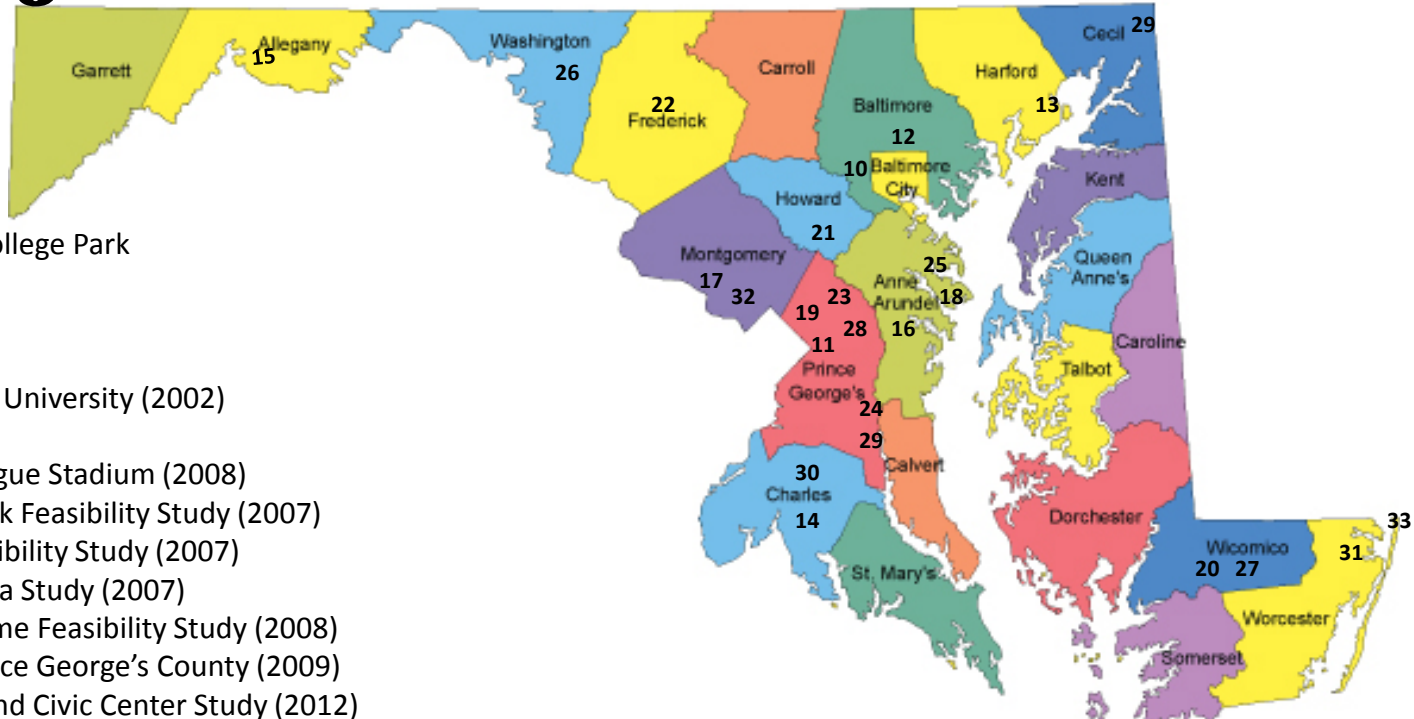 Garrett
Allegany
15
Washington
26
22
Frederick
Carroll
Baltimore
12
10
Baltimore
City
Harford
13
Cecil 29
Kent
Howard
21
Montgomery
17
32
Queen
Anne's
25
Anne
Arundel 18
16
23
19
28
11
Prince
George's
24
29
Caroline
Talbot
Calvert
30
Charles
14
St. Mary's
Dorchester
Wicomico
20 27
33
31
Worcester
Somerset
ollege Park
University (2002)
gue Stadium (2008)
k Feasibility Study (2007)
ibility Study (2007)
a Study (2007)
me Feasibility Study (2008)
ce George's County (2009)
nd Civic Center Study (2012)